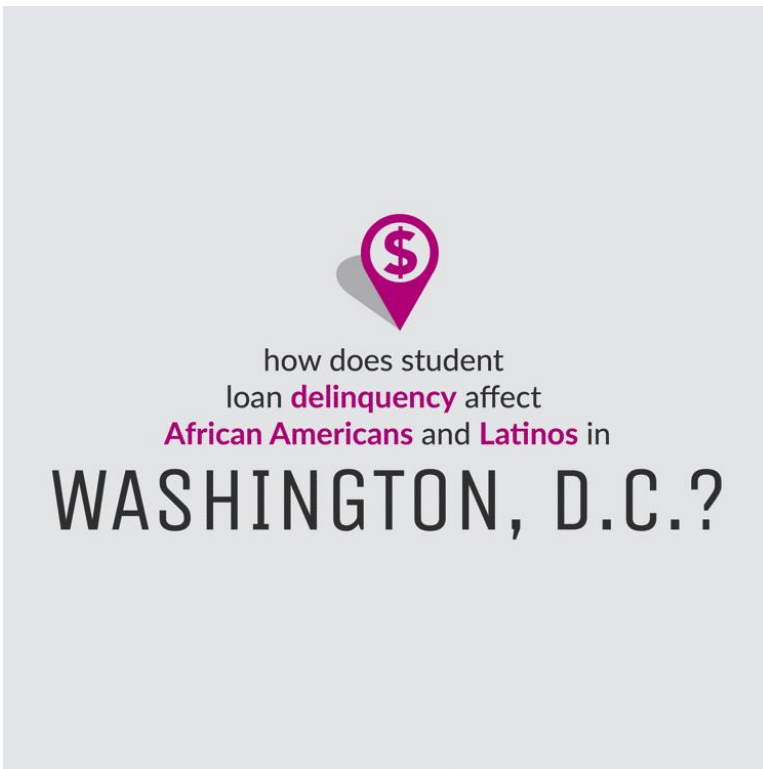 $
how does student
loan delinquency affect
African Americans and Latinos in
WASHINGTON, D.C.?